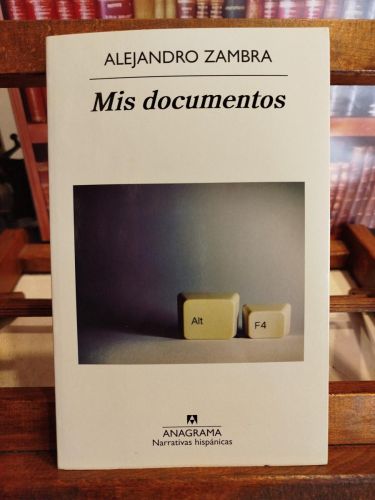 ALEJANDRO ZAMBRA
Mis documentos
Alt
F4
ANAGRAMA
Narrativas hispánicas